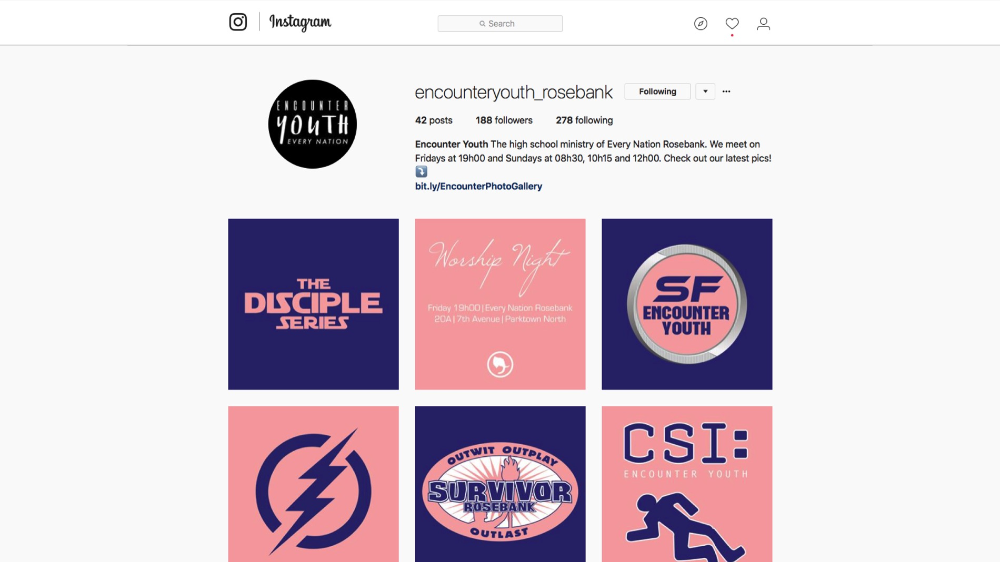 Instagram
Search
ENCOUNTER
YOUTH
EVERY NATION
encounteryouth_rosebank
Following
42 posts 188 followers 278 following
Encounter Youth The high school ministry of Every Nation Rosebank. We meet on
Fridays at 19h00 and Sundays at 08h30, 10h15 and 12h00. Check out our latest pics!
bit.ly/EncounterPhotoGallery
THE
DISCIPLE
SERIES
Worship Night
Friday 19h00 | Every Nation Rosebank
20A | 7th Avenue | Parktown North
SF
ENCOUNTER
YOUTH
OUTWIT OUTPLAY
SURVIVOR
ROSEBANK
OUTLAST
CSI:
ENCOUNTER YOUTH